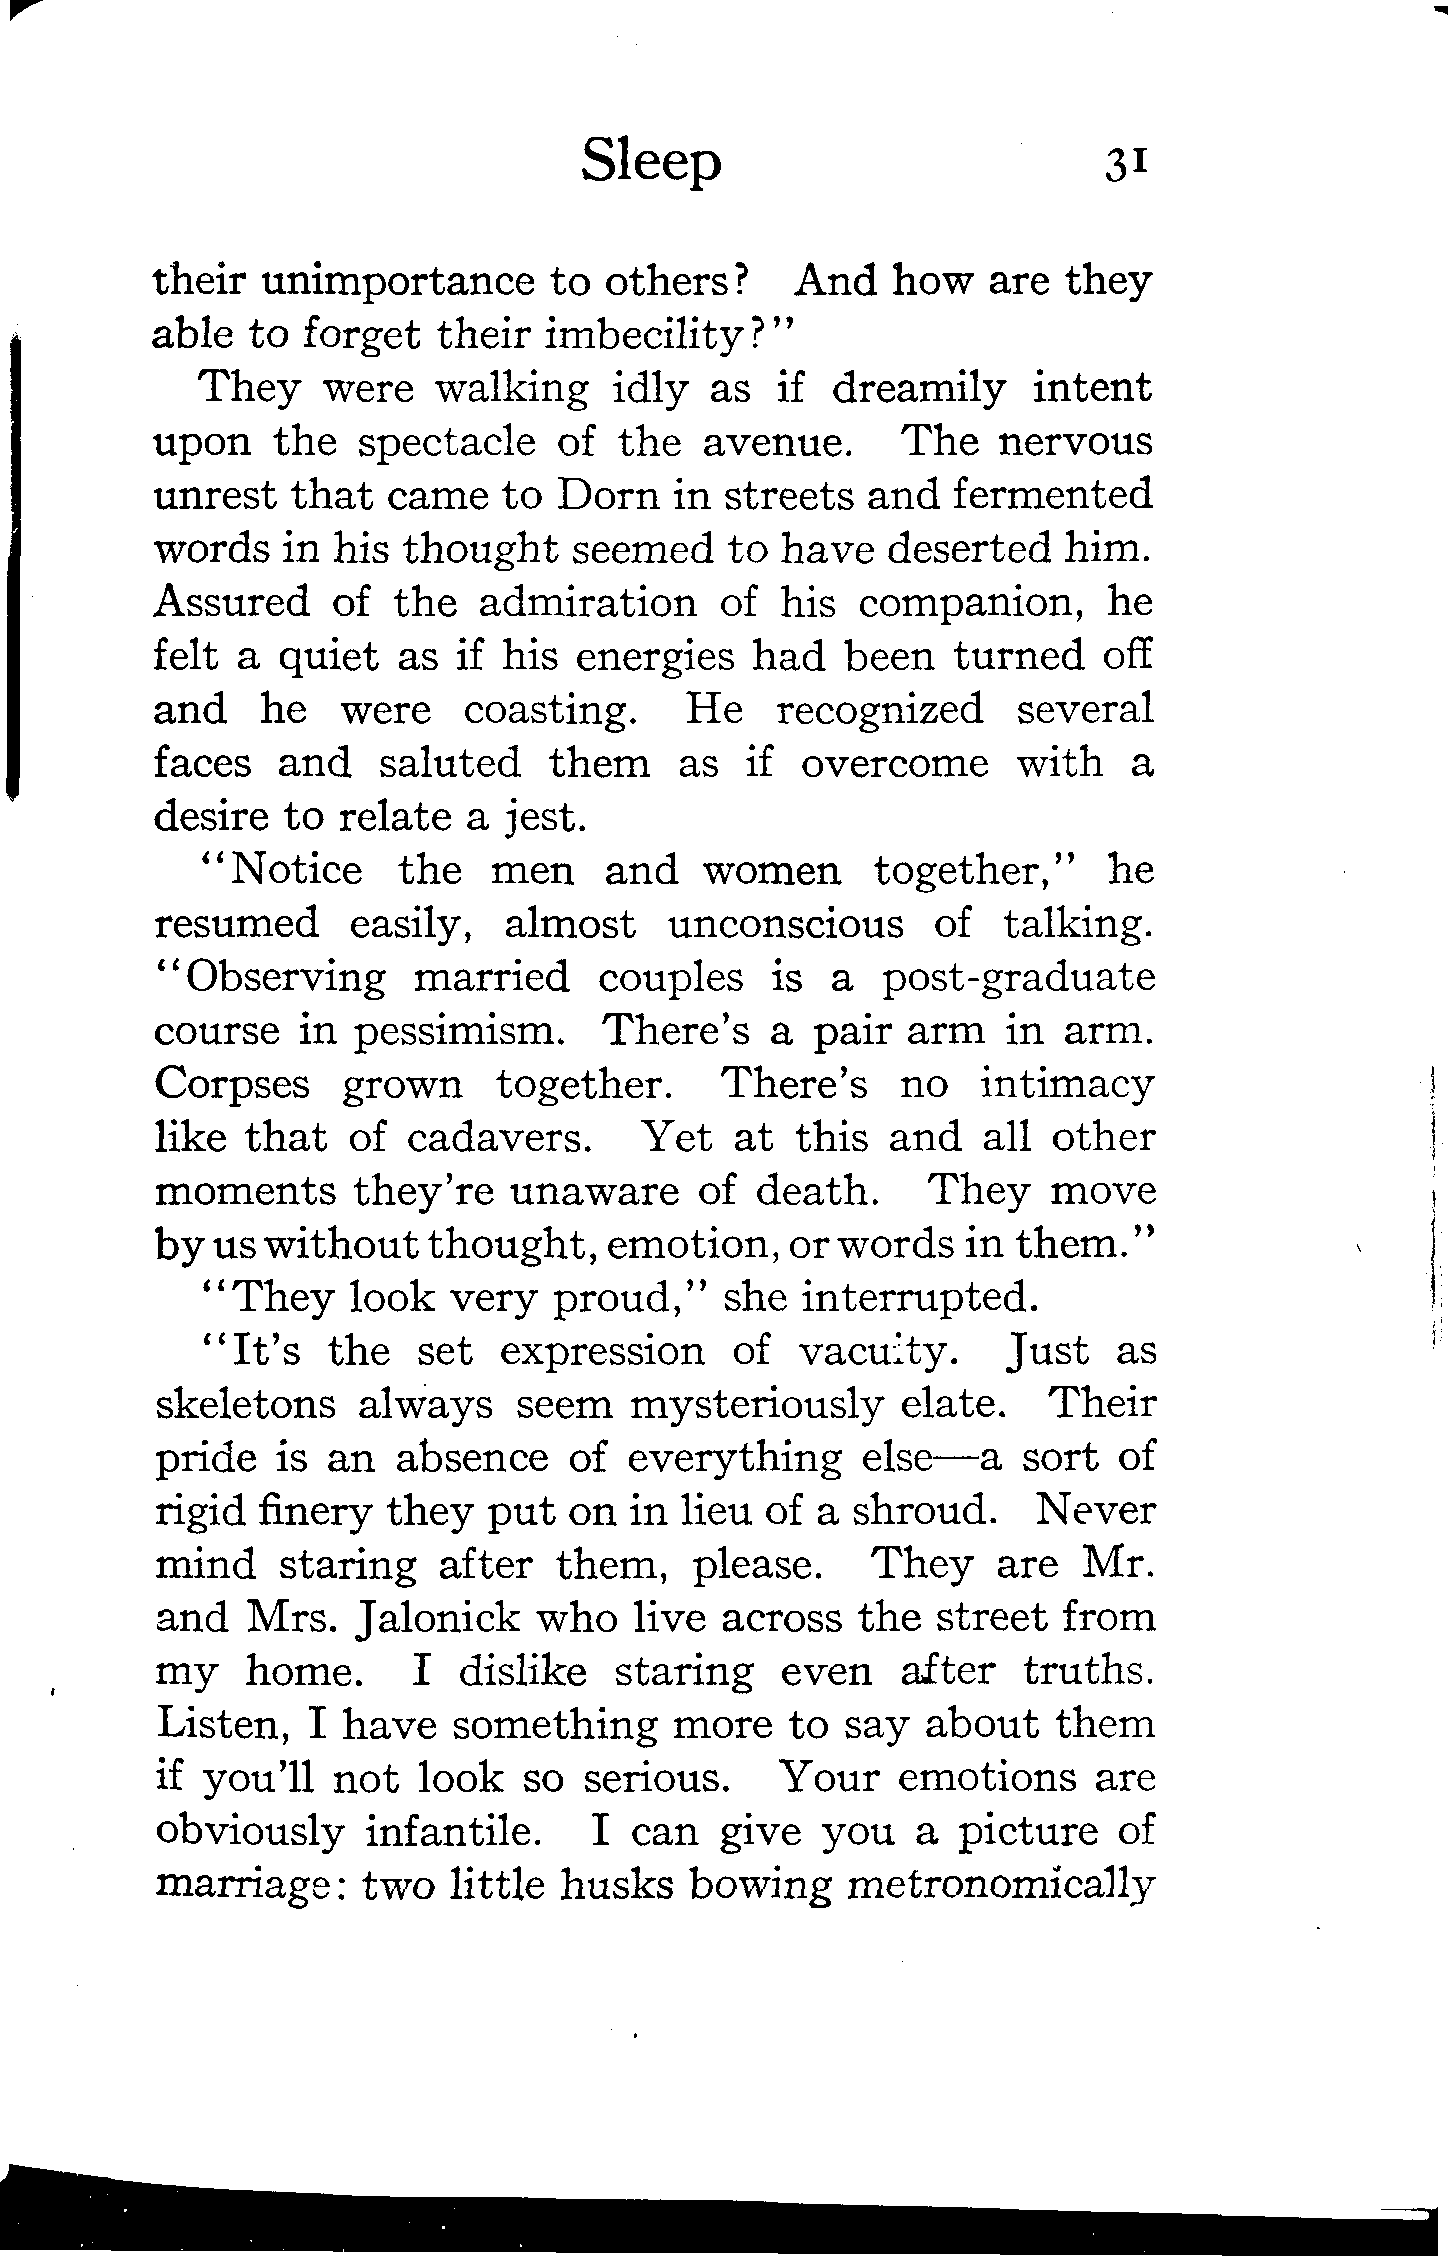 Sleep 31
their unimportance to others? And how are they
able to forget their imbecility?"
They were walking idly as if dreamily intent
upon the spectacle of the avenue. The nervous
unrest that came to Dorn in streets and fermented
words in his thought seemed to have deserted him.
Assured of the admiration of his companion, he
felt a quiet as if his energies had been turned off
and he were coasting. He recognized several
faces and saluted them as if overcome with a
desire to relate a jest.
"Notice the men and women together," he
resumed easily, almost unconscious of talking.
"Observing married couples is a post-graduate
course in pessimism. There's a pair arm in arm.
Corpses grown together. There's no intimacy
like that of cadavers. Yet at this and all other
moments they're unaware of death. They move
by us without thought, emotion, or words in them."
"They look very proud," she interrupted.
"It's the set expression of vacuity. Just as
skeletons always seem mysteriously elate. Their
pride is an absence of everything else—a sort of
rigid finery they put on in lieu of a shroud. Never
mind staring after them, please. They are Mr.
and Mrs. Jalonick who live across the street from
my home. I dislike staring even after truths.
Listen, I have something more to say about them
if you'll not look so serious. Your emotions are
obviously infantile. I can give you a picture of
marriage: two little husks bowing metronomically